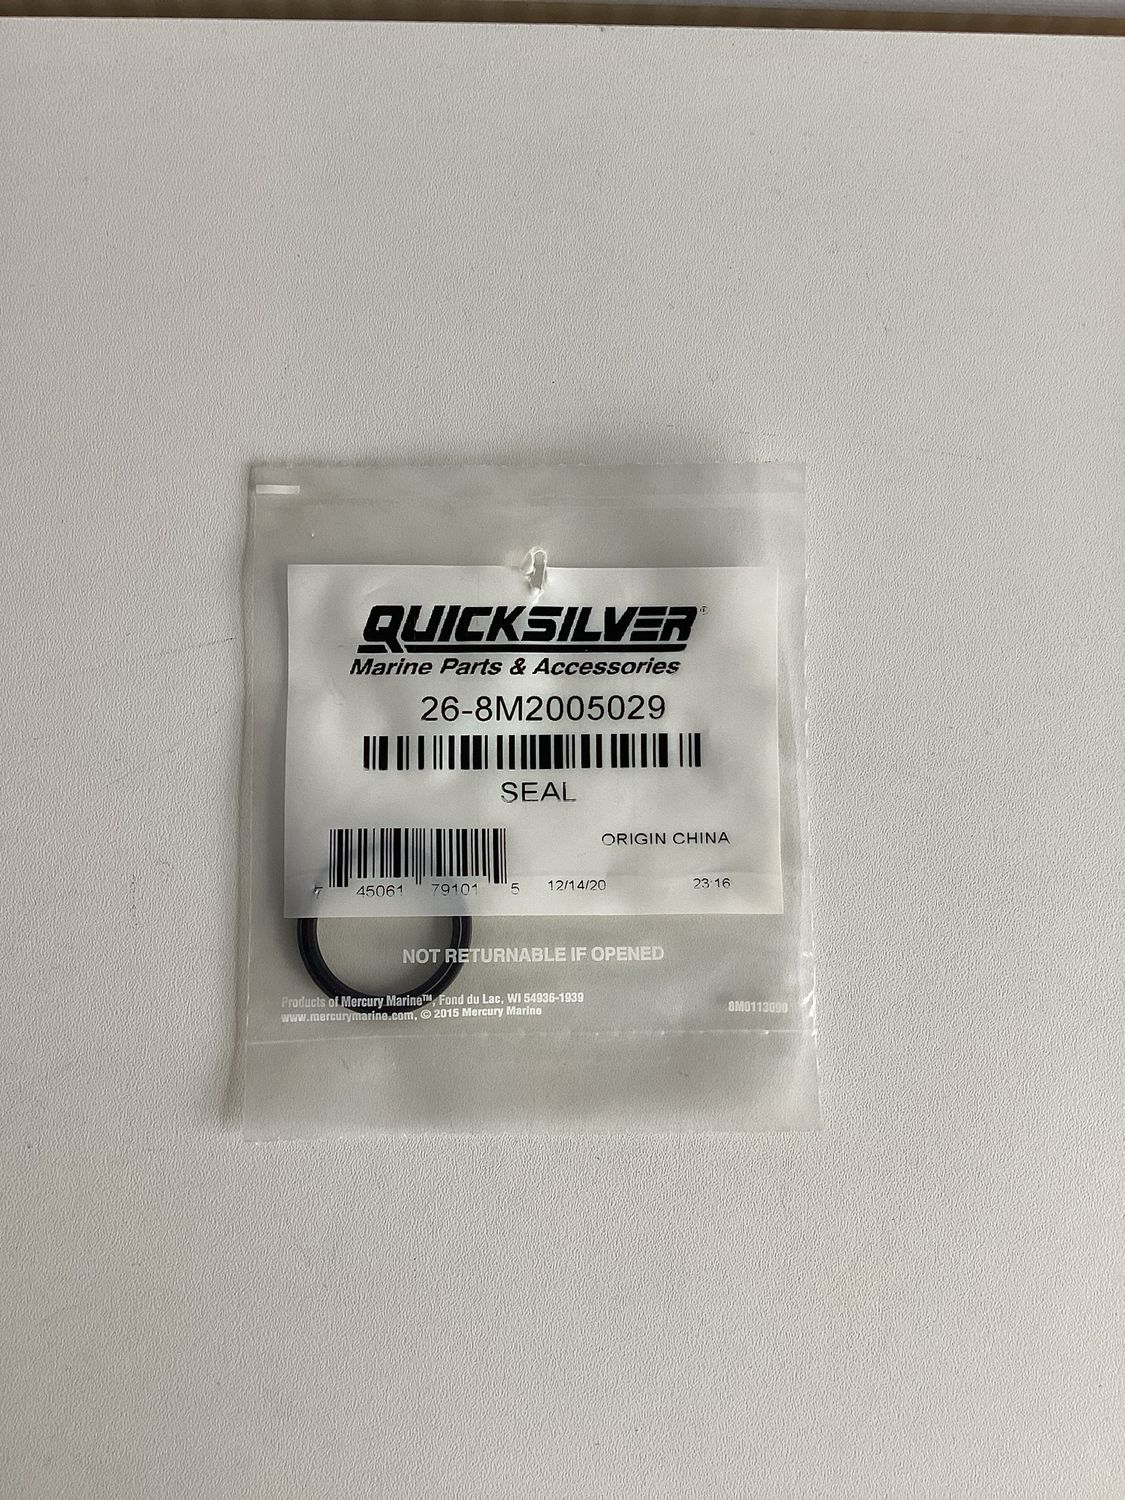 QUICKSILVER®
Marine Parts & Accessories
26-8M2005029
SEAL
ORIGIN CHINA
7 45061 79101 5 12/14/20 23:16
NOT RETURNABLE IF OPENED
Products of Mercury Marine™, Fond du Lac, WI 54936-1939
www.mercurymarine.com, © 2015 Mercury Marine
8M0113090